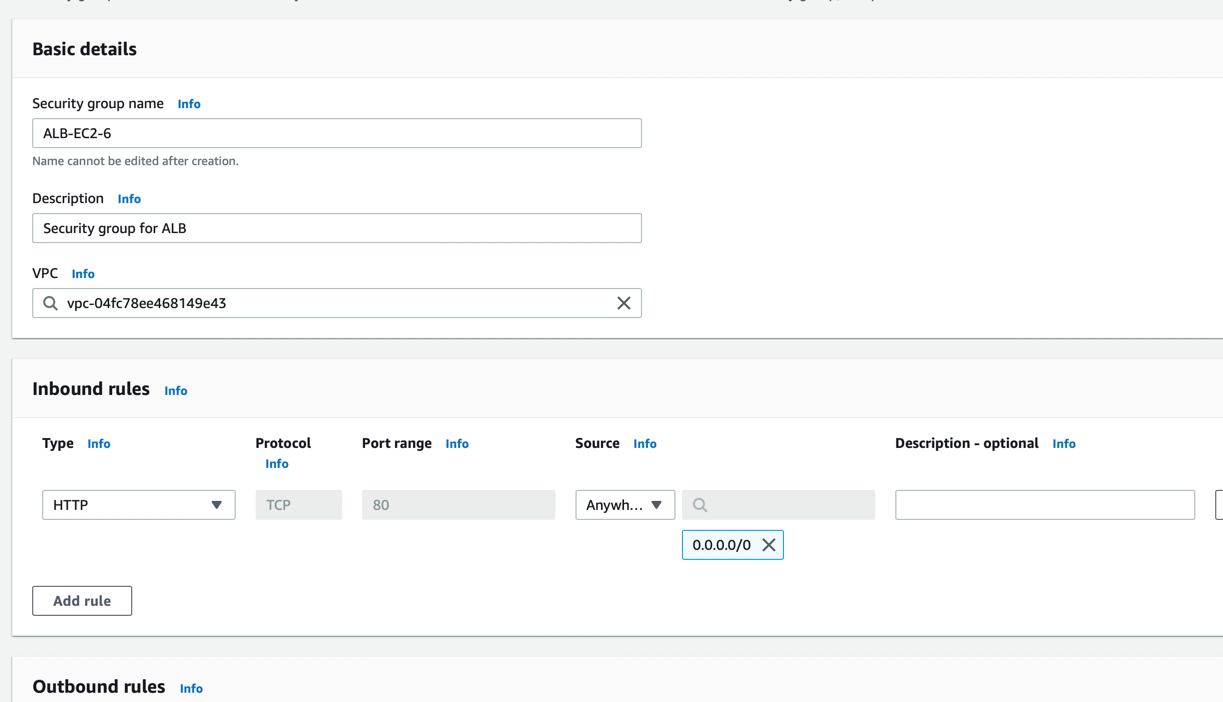 Basic details
Security group name Info
ALB-EC2-6
Name cannot be edited after creation.
Description Info
Security group for ALB
VPC Info
vpc-04fc78ee468149e43
Inbound rules Info
Type Info Protocol Info Port range Info Source Info Description - optional Info
HTTP TCP 80 Anywh...
0.0.0.0/0
Add rule
Outbound rules Info